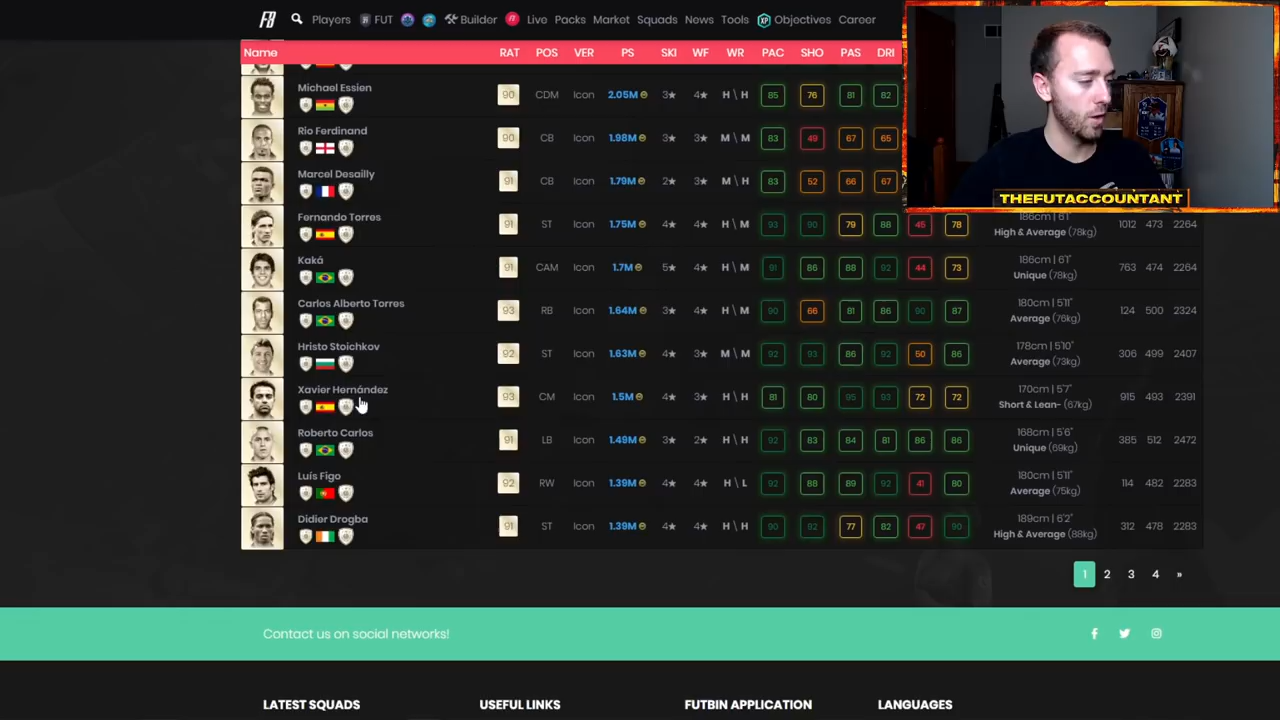 FB Players FUT Builder Live Packs Market Squads News Tools XP Objectives Career
Name RAT POS VER PS SKI WF WR PAC SHO PAS DRI
Michael Essien 90 CDM Icon 2.05M 3★ 4★ H \ H 85 76 81 82
Rio Ferdinand 90 CB Icon 1.98M 3★ 3★ M \ M 83 49 67 65
Marcel Desailly 91 CB Icon 1.79M 2★ 3★ M \ H 83 52 66 67
THEFUTACCOUNTANT
Fernando Torres 91 ST Icon 1.75M 4★ 4★ H \ M 93 90 79 88 45 78 186cm | 6'1" 1012 473 2264
High & Average (78kg)
Kaká 91 CAM Icon 1.7M 5★ 4★ H \ M 91 86 88 92 44 73 186cm | 6'1" 763 474 2264
Unique (78kg)
Carlos Alberto Torres 93 RB Icon 1.64M 3★ 4★ H \ M 90 66 81 86 90 87 180cm | 5'11" 124 500 2324
Average (76kg)
Hristo Stoichkov 92 ST Icon 1.63M 4★ 3★ M \ M 92 93 86 92 50 86 178cm | 5'10" 306 499 2407
Average (73kg)
Xavier Hernández 93 CM Icon 1.5M 4★ 3★ H \ M 81 80 95 93 72 72 170cm | 5'7" 915 493 2391
Short & Lean- (67kg)
Roberto Carlos 91 LB Icon 1.49M 3★ 2★ H \ H 92 83 84 81 86 86 168cm | 5'6" 385 512 2472
Unique (69kg)
Luís Figo 92 RW Icon 1.39M 4★ 4★ H \ L 92 88 89 92 41 80 180cm | 5'11" 114 482 2283
Average (75kg)
Didier Drogba 91 ST Icon 1.39M 4★ 4★ H \ H 90 92 77 82 47 90 189cm | 6'2" 312 478 2283
High & Average (88kg)
1 2 3 4 »
Contact us on social networks!
LATEST SQUADS USEFUL LINKS FUTBIN APPLICATION LANGUAGES